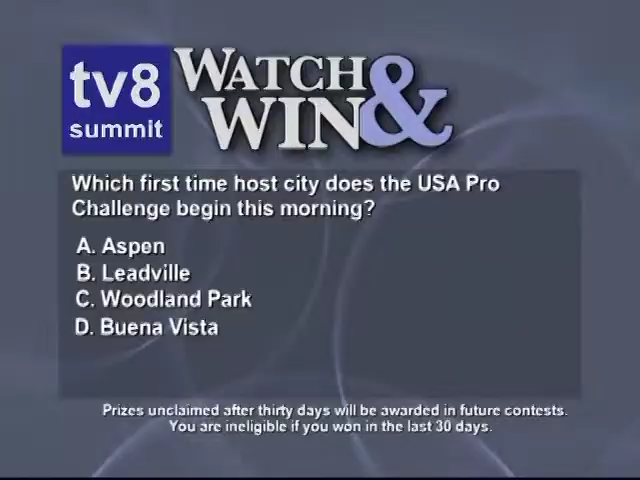 tv8
summit
WATCH &
WIN
Which first time host city does the USA Pro
Challenge begin this morning?
A. Aspen
B. Leadville
C. Woodland Park
D. Buena Vista
Prizes unclaimed after thirty days will be awarded in future contests.
You are ineligible if you won in the last 30 days.